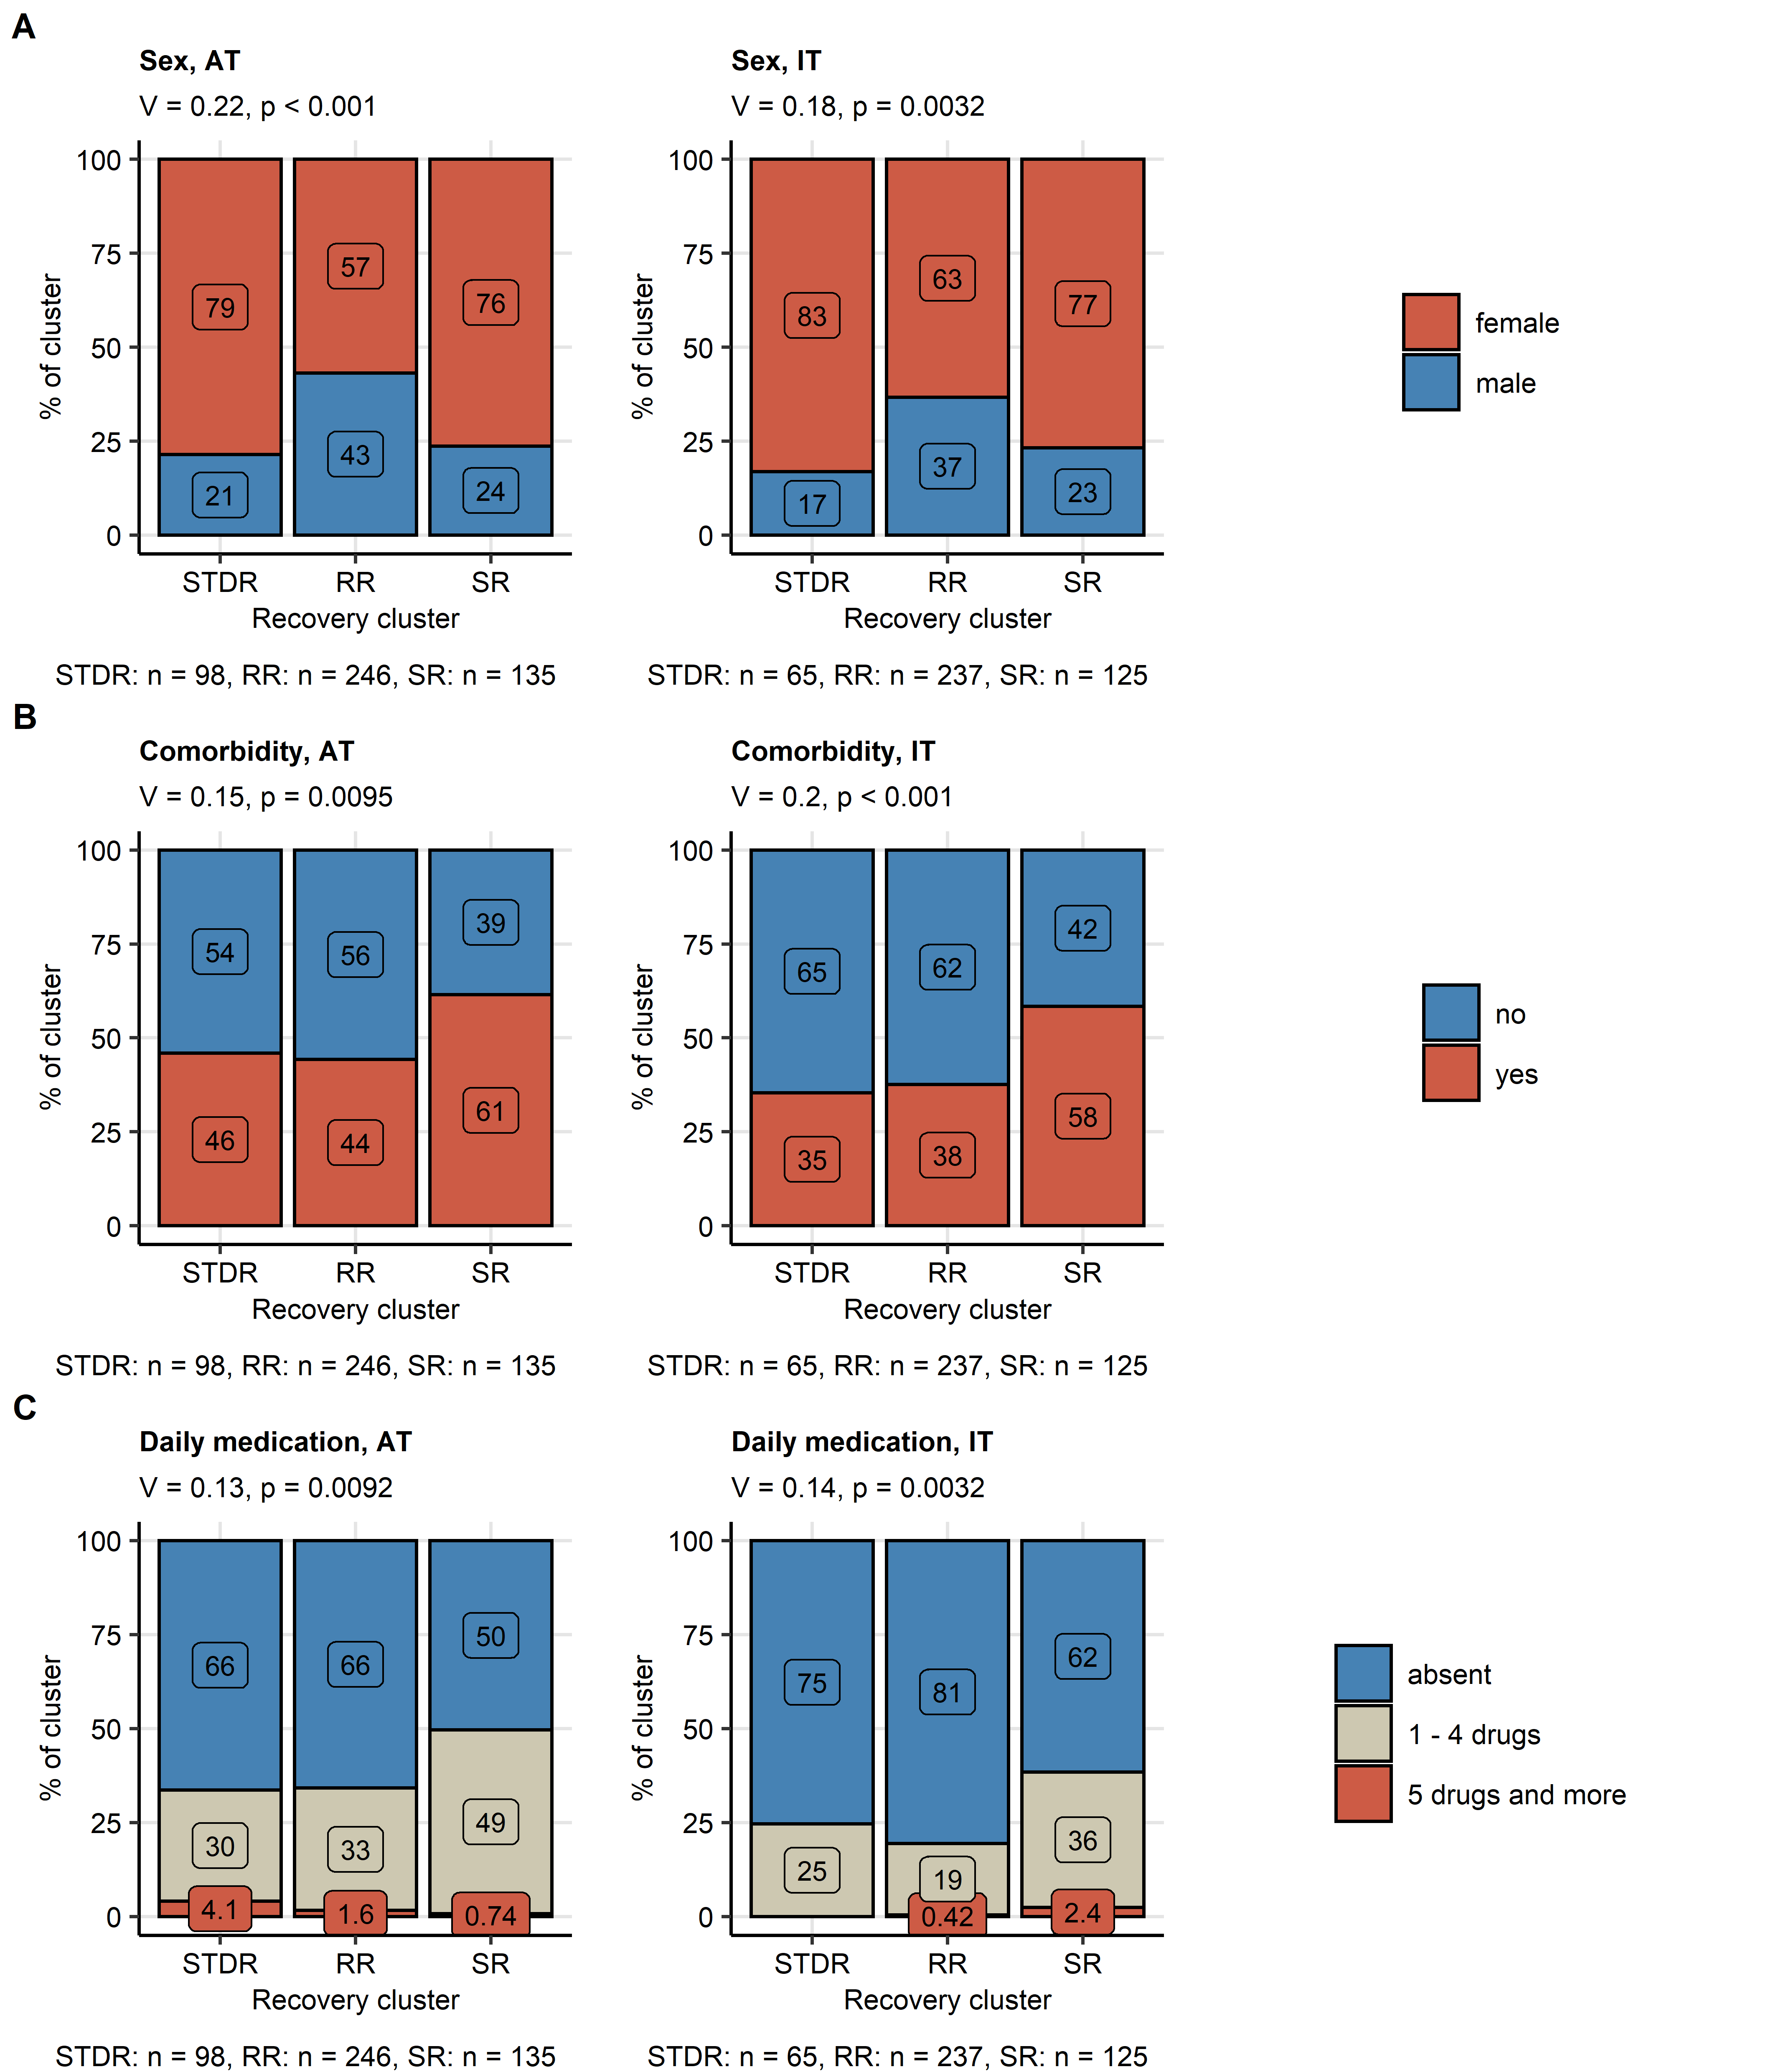 A
Sex, AT
V = 0.22, p < 0.001
100
75
50
25
0
% of cluster
79
57
76
21
43
24
STDR RR SR
Recovery cluster
STDR: n = 98, RR: n = 246, SR: n = 135
Sex, IT
V = 0.18, p = 0.0032
100
75
50
25
0
% of cluster
83
63
77
17
37
23
STDR RR SR
Recovery cluster
STDR: n = 65, RR: n = 237, SR: n = 125
female
male
B
Comorbidity, AT
V = 0.15, p = 0.0095
100
75
50
25
0
% of cluster
54
56
39
46
44
61
STDR RR SR
Recovery cluster
STDR: n = 98, RR: n = 246, SR: n = 135
Comorbidity, IT
V = 0.2, p < 0.001
100
75
50
25
0
% of cluster
65
62
42
35
38
58
STDR RR SR
Recovery cluster
STDR: n = 65, RR: n = 237, SR: n = 125
no
yes
C
Daily medication, AT
V = 0.13, p = 0.0092
100
75
50
25
0
% of cluster
66
66
50
30
33
49
4.1
1.6
0.74
STDR RR SR
Recovery cluster
STDR: n = 98, RR: n = 246, SR: n = 135
Daily medication, IT
V = 0.14, p = 0.0032
100
75
50
25
0
% of cluster
75
81
62
25
19
36
0.42
2.4
STDR RR SR
Recovery cluster
STDR: n = 65, RR: n = 237, SR: n = 125
absent
1 - 4 drugs
5 drugs and more